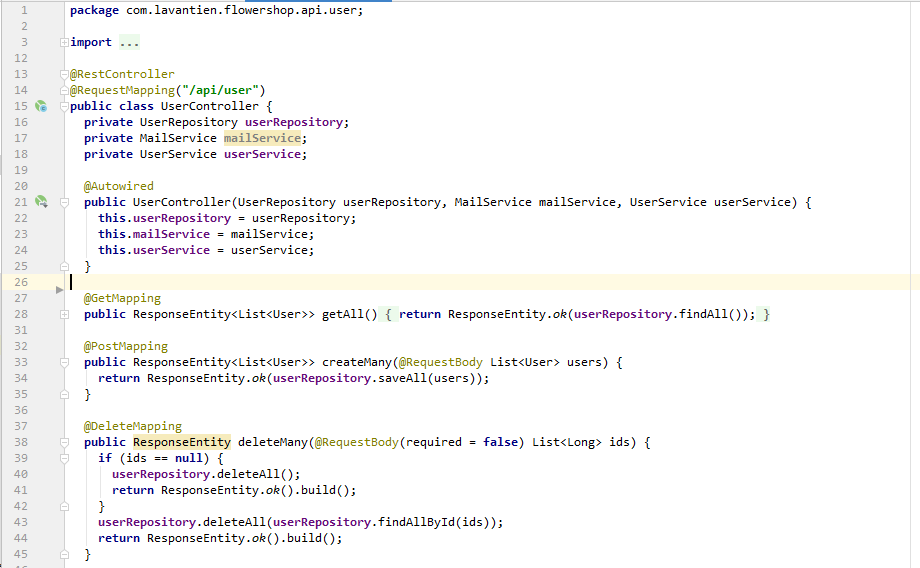 1 package com.lavantien.flowershop.api.user;
2
3 import ...
12
13 @RestController
14 @RequestMapping("/api/user")
15 public class UserController {
16 private UserRepository userRepository;
17 private MailService mailService;
18 private UserService userService;
19
20 @Autowired
21 public UserController(UserRepository userRepository, MailService mailService, UserService userService) {
22 this.userRepository = userRepository;
23 this.mailService = mailService;
24 this.userService = userService;
25 }
26
27 @GetMapping
28 public ResponseEntity<List<User>> getAll() { return ResponseEntity.ok(userRepository.findAll()); }
31
32 @PostMapping
33 public ResponseEntity<List<User>> createMany(@RequestBody List<User> users) {
34 return ResponseEntity.ok(userRepository.saveAll(users));
35 }
36
37 @DeleteMapping
38 public ResponseEntity deleteMany(@RequestBody(required = false) List<Long> ids) {
39 if (ids == null) {
40 userRepository.deleteAll();
41 return ResponseEntity.ok().build();
42 }
43 userRepository.deleteAll(userRepository.findAllById(ids));
44 return ResponseEntity.ok().build();
45 }